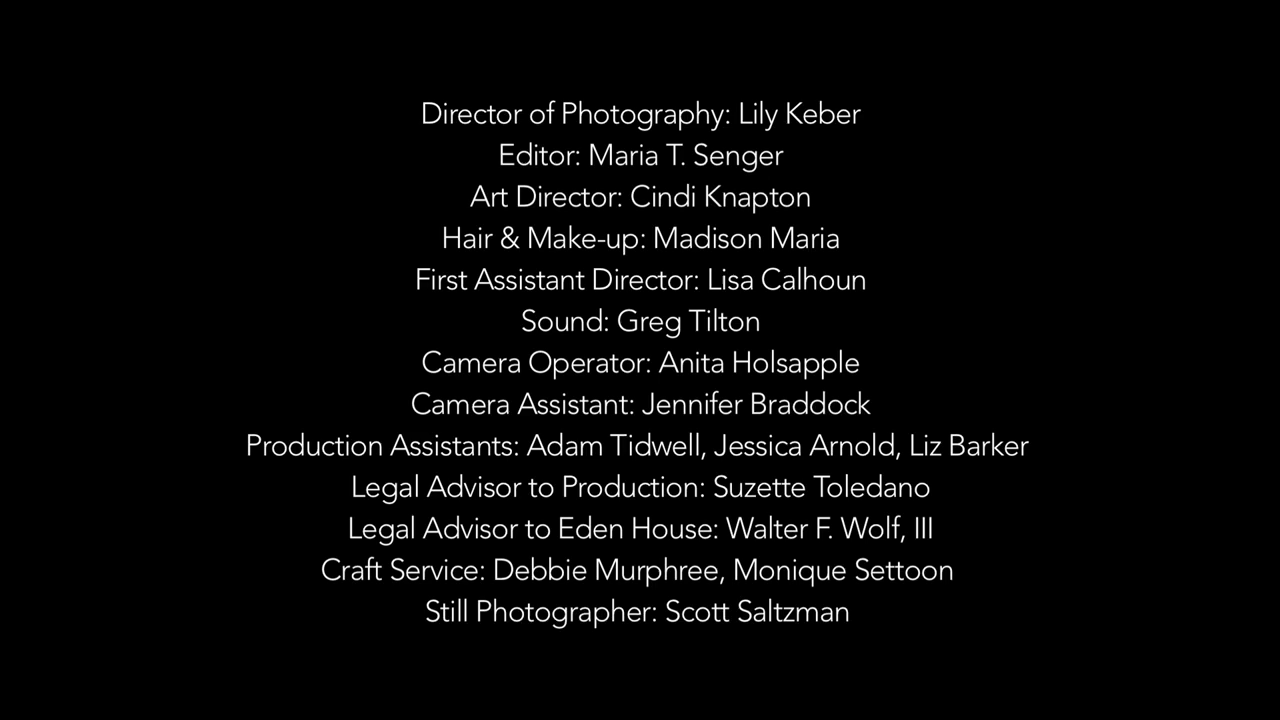 Director of Photography: Lily Keber
Editor: Maria T. Senger
Art Director: Cindi Knapton
Hair & Make-up: Madison Maria
First Assistant Director: Lisa Calhoun
Sound: Greg Tilton
Camera Operator: Anita Holsapple
Camera Assistant: Jennifer Braddock
Production Assistants: Adam Tidwell, Jessica Arnold, Liz Barker
Legal Advisor to Production: Suzette Toledano
Legal Advisor to Eden House: Walter F. Wolf, III
Craft Service: Debbie Murphree, Monique Settoon
Still Photographer: Scott Saltzman